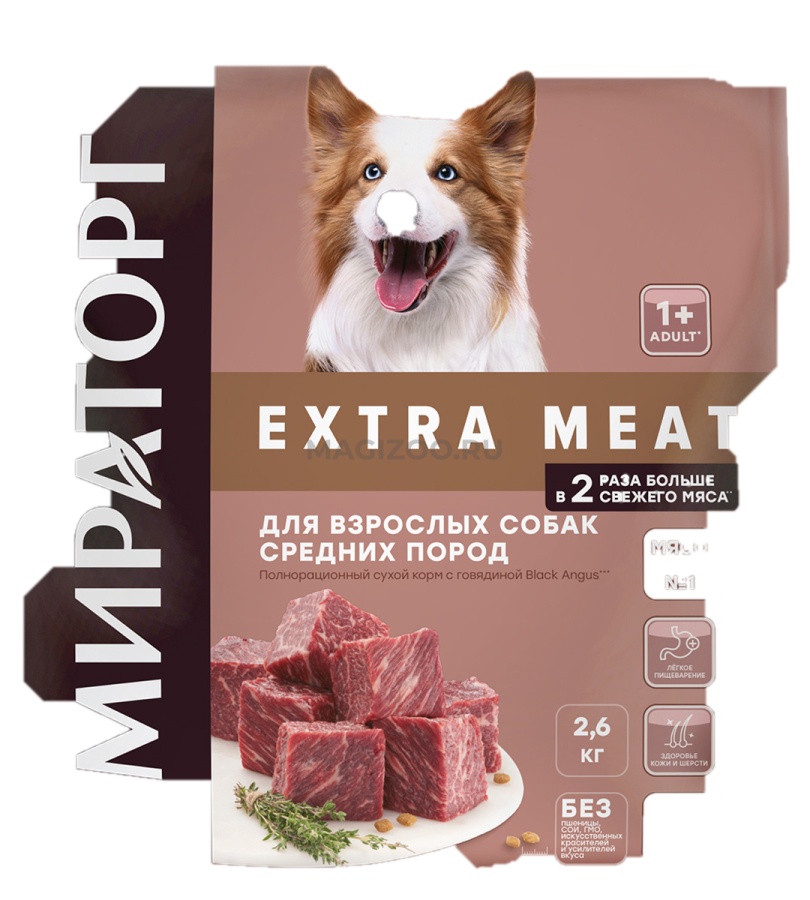 МИРАТОРГ
1+
ADULT*
EXTRA MEAT
MAGIZOO.RU
В 2 РАЗА БОЛЬШЕ
СВЕЖЕГО МЯСА**
ДЛЯ ВЗРОСЛЫХ СОБАК
СРЕДНИХ ПОРОД
Полнорационный сухой корм с говядиной Black Angus***
№1
ЛЁГКОЕ
ПИЩЕВАРЕНИЕ
2,6
КГ
ЗДОРОВЬЕ
КОЖИ И ШЕРСТИ
БЕЗ
пшеницы,
СОИ, ГМО,
искусственных
красителей
и усилителей
вкуса